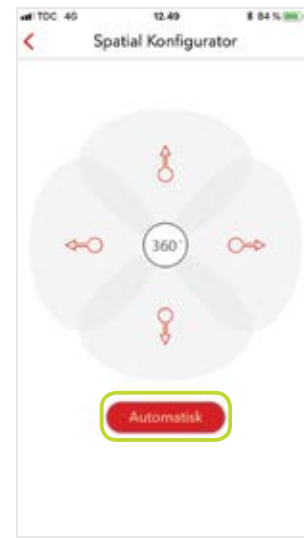 TDC 4G 12.49 84 %
Spatial Konfigurator
360°
Automatisk